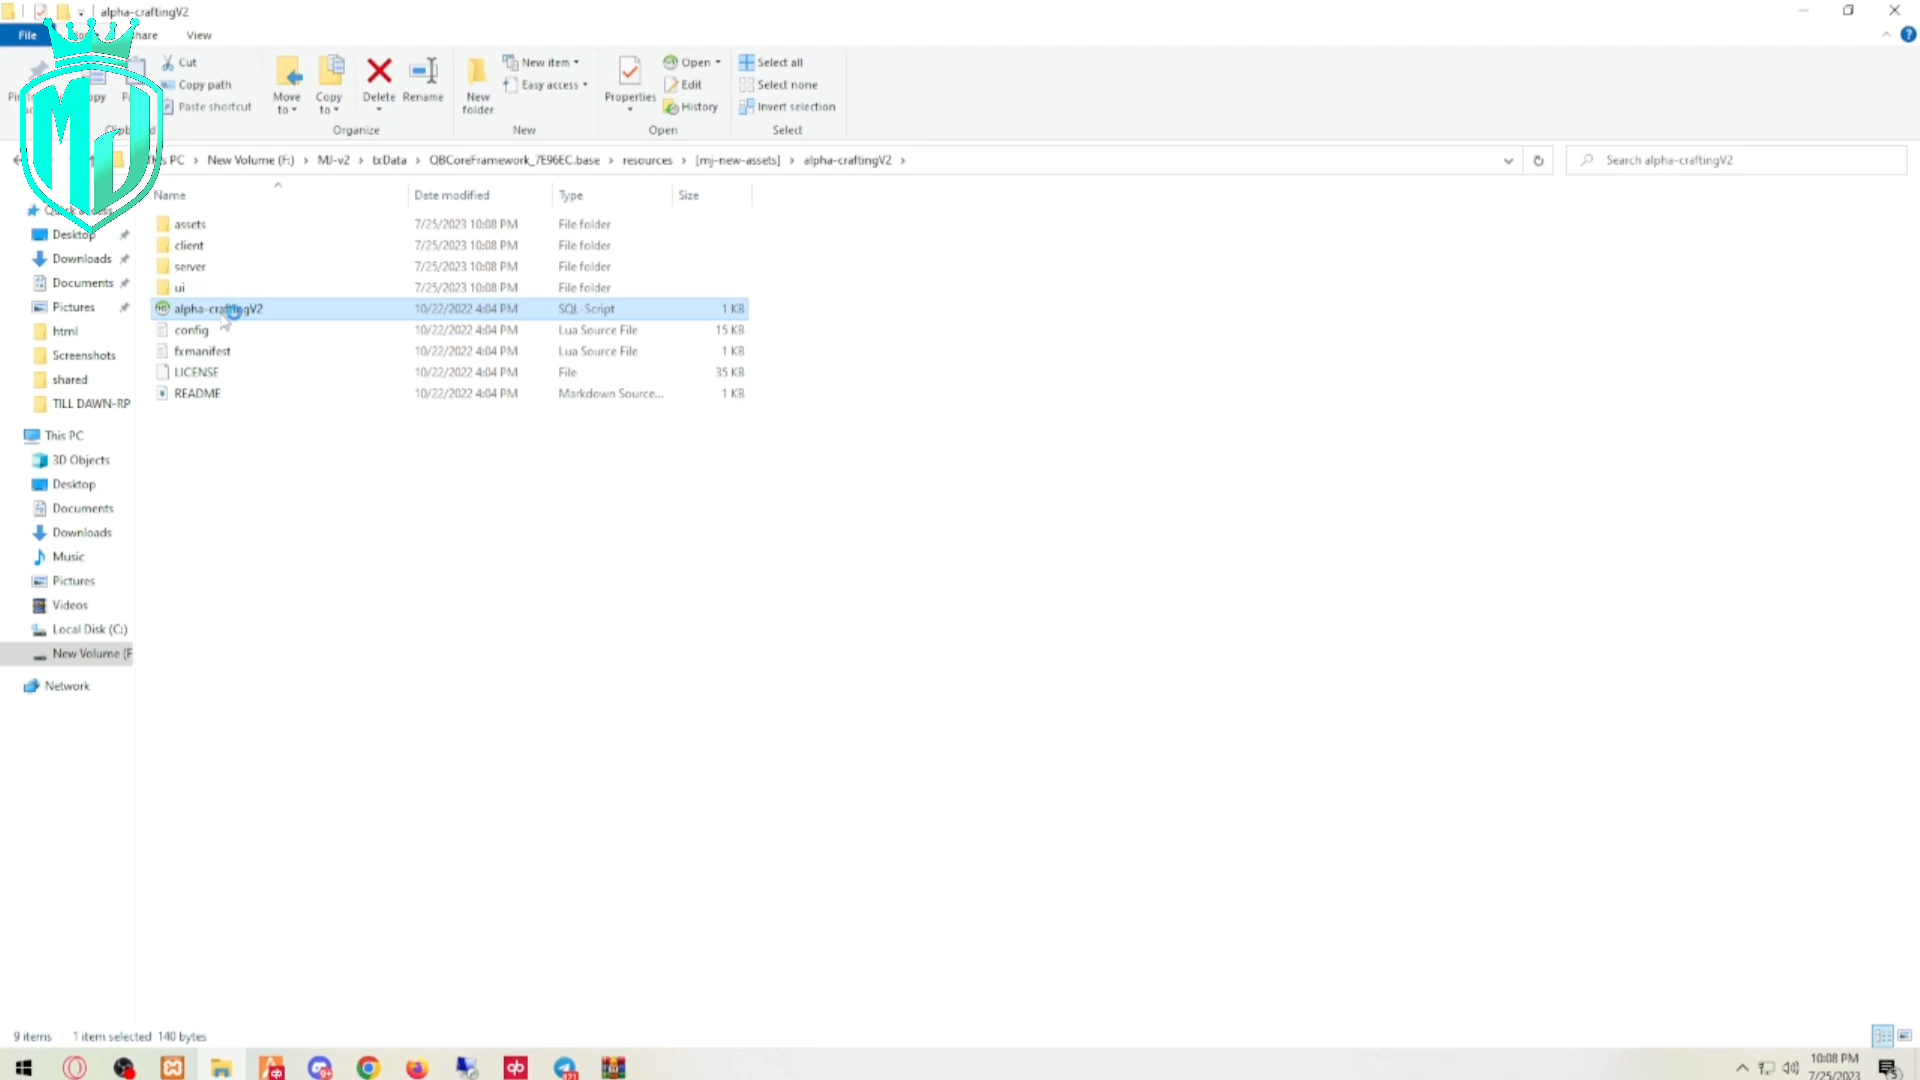 alpha-craftingV2
File
View
Cut
Copy path
Paste shortcut
Move to
Copy to
Delete
Rename
Organize
New folder
New item
Easy access
New
Properties
Open
Edit
History
Open
Select all
Select none
Invert selection
Select
PC
New Volume (F:)
MJ-v2
txData
QBCoreFramework_7E96EC.base
resources
[mj-new-assets]
alpha-craftingV2
Search alpha-craftingV2
MJ
Name
Date modified
Type
Size
assets 7/25/2023 10:08 PM File folder
client 7/25/2023 10:08 PM File folder
server 7/25/2023 10:08 PM File folder
ui 7/25/2023 10:08 PM File folder
alpha-craftingV2 10/22/2022 4:04 PM SQL-Script 1 KB
config 10/22/2022 4:04 PM Lua Source File 15 KB
fxmanifest 10/22/2022 4:04 PM Lua Source File 1 KB
LICENSE 10/22/2022 4:04 PM File 35 KB
README 10/22/2022 4:04 PM Markdown Source... 1 KB
Desktop
Downloads
Documents
Pictures
html
Screenshots
shared
TILL DAWN-RP
This PC
3D Objects
Desktop
Documents
Downloads
Music
Pictures
Videos
Local Disk (C:)
New Volume (F
Network
9 items
1 item selected 140 bytes
10:08 PM
7/25/2023